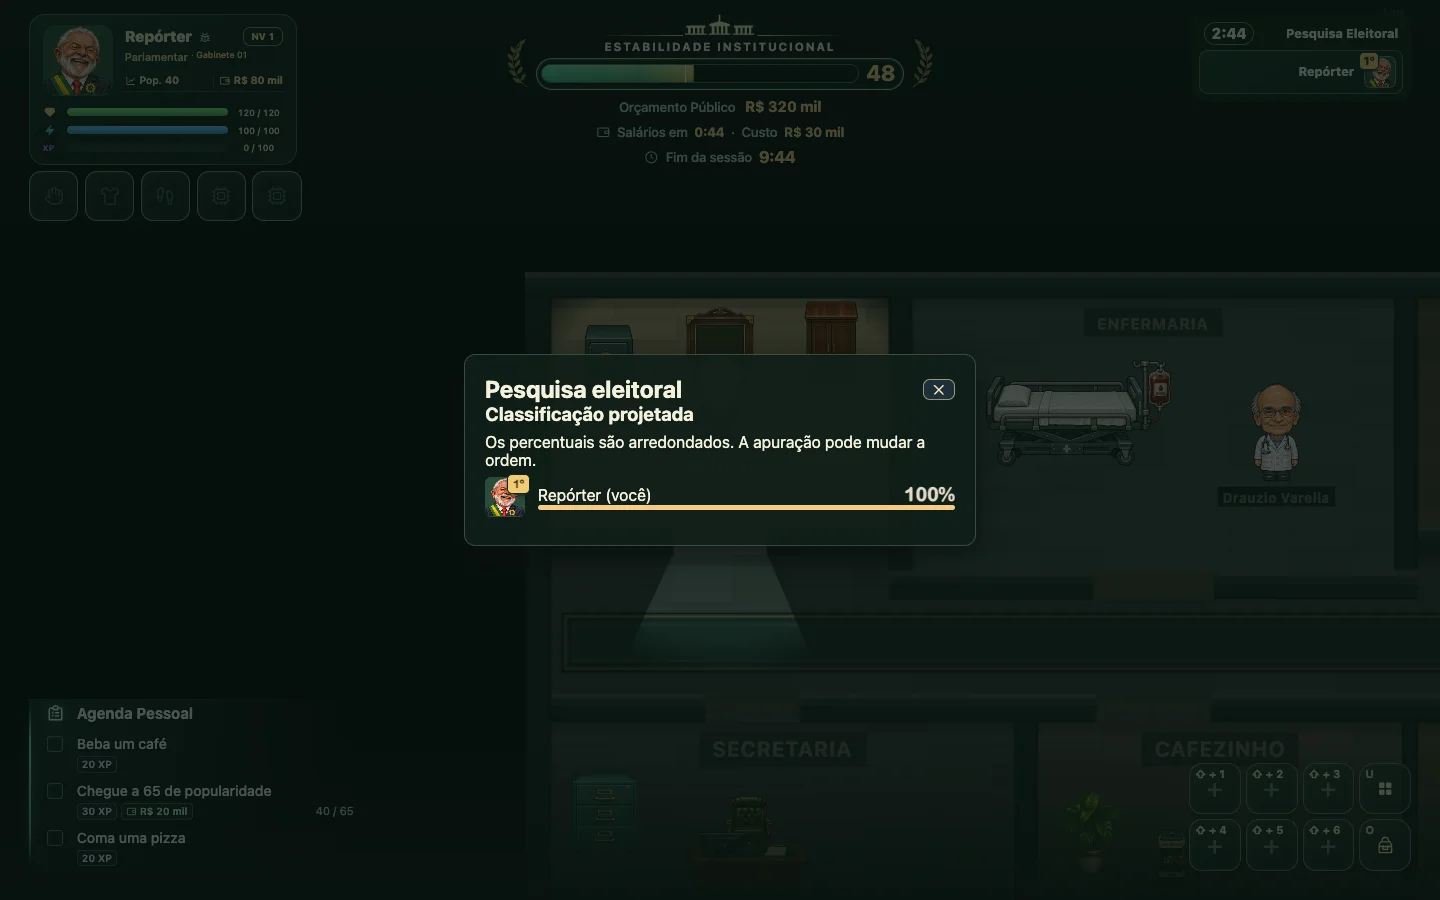 Repórter
NV 1
Parlamentar · Gabinete 01
Pop. 40
R$ 80 mil
120 / 120
100 / 100
XP
0 / 100
ESTABILIDADE INSTITUCIONAL
48
Orçamento Público R$ 320 mil
Salários em 0:44 · Custo R$ 30 mil
Fim da sessão 9:44
2:44
Pesquisa Eleitoral
Repórter
1º
ENFERMARIA
Drauzio Varella
Pesquisa eleitoral
Classificação projetada
Os percentuais são arredondados. A apuração pode mudar a
ordem.
1º
Repórter (você)
100%
Agenda Pessoal
Beba um café
20 XP
Chegue a 65 de popularidade
30 XP
R$ 20 mil
40 / 65
Coma uma pizza
20 XP
SECRETARIA
CAFEZINHO
+ 1
+ 2
+ 3
U
+ 4
+ 5
+ 6
O